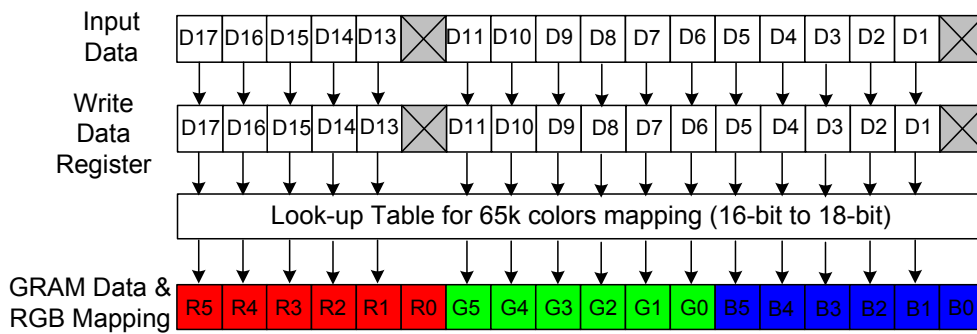 Input
Data
D17 D16 D15 D14 D13 D11 D10 D9 D8 D7 D6 D5 D4 D3 D2 D1
Write
Data
Register
D17 D16 D15 D14 D13 D11 D10 D9 D8 D7 D6 D5 D4 D3 D2 D1
Look-up Table for 65k colors mapping (16-bit to 18-bit)
GRAM Data &
RGB Mapping
R5 R4 R3 R2 R1 R0 G5 G4 G3 G2 G1 G0 B5 B4 B3 B2 B1 B0